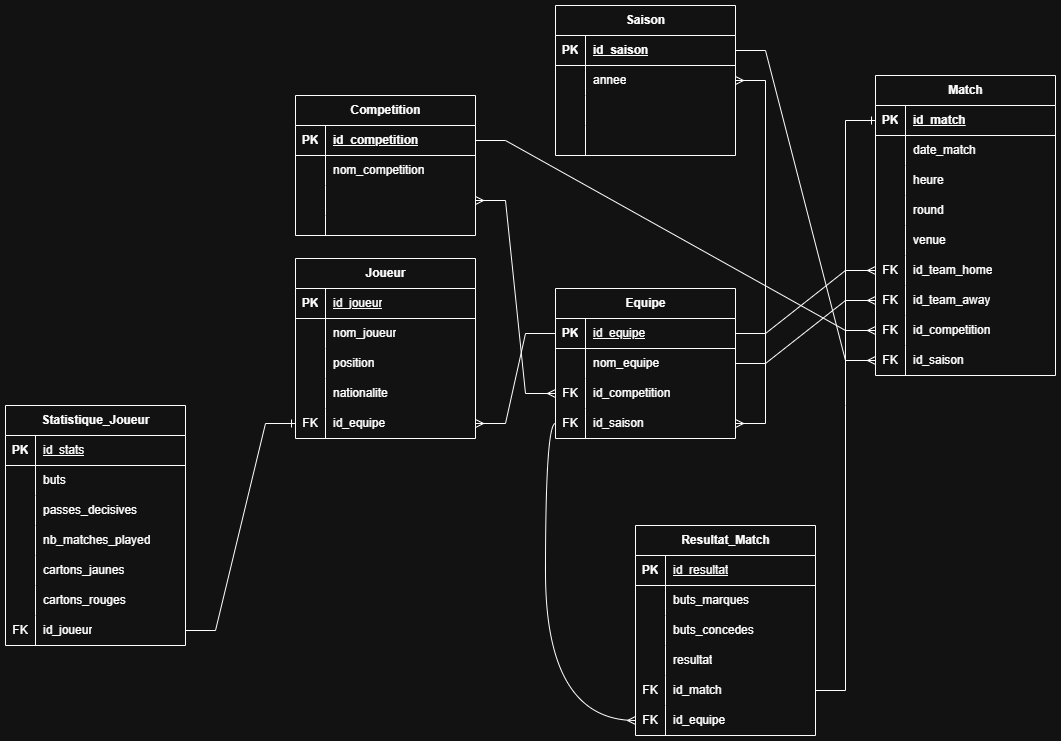 Saison
PK id_saison
annee
Match
PK id_match
date_match
heure
round
venue
FK id_team_home
FK id_team_away
FK id_competition
FK id_saison
Competition
PK id_competition
nom_competition
Joueur
PK id_joueur
nom_joueur
position
nationalite
FK id_equipe
Equipe
PK id_equipe
nom_equipe
FK id_competition
FK id_saison
Statistique_Joueur
PK id_stats
buts
passes_decisives
nb_matches_played
cartons_jaunes
cartons_rouges
FK id_joueur
Resultat_Match
PK id_resultat
buts_marques
buts_concedes
resultat
FK id_match
FK id_equipe